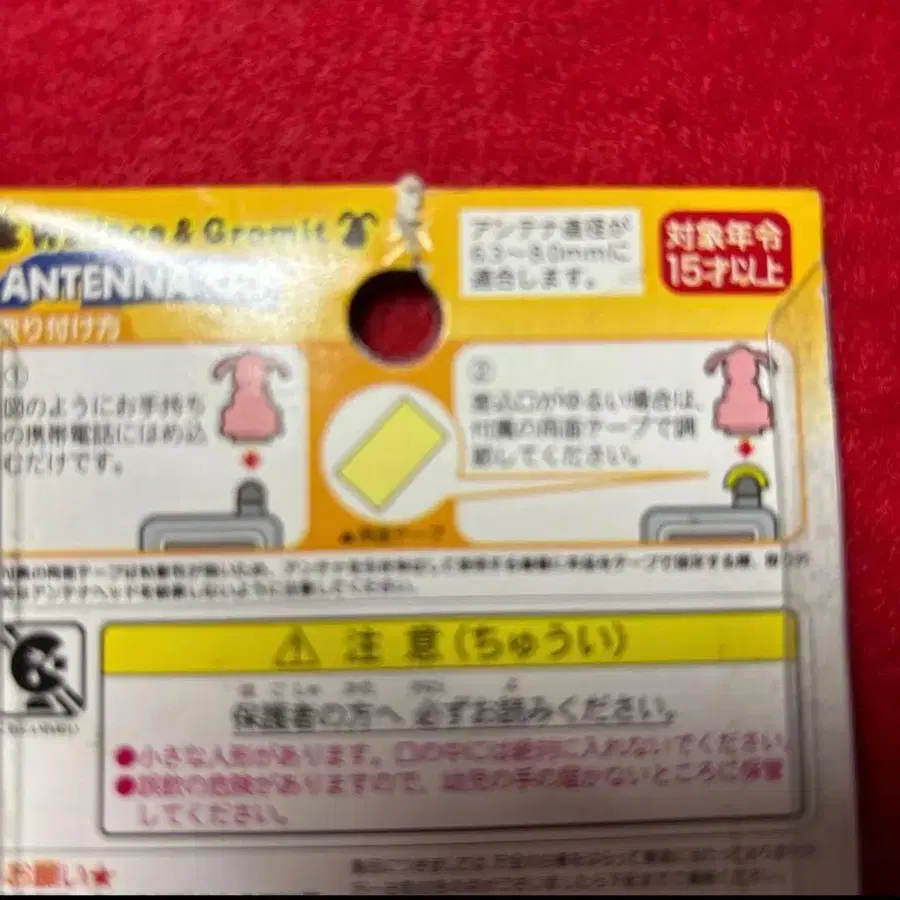 Wallace & Gromit
ANTENNA
アンテナ直径が
6.3～8.0mmに
適合します。
対象年令
15才以上
取り付け方
①
図のようにお手持ち
の携帯電話にはめ込
むだけです。
②
差込口がゆるい場合は、
付属の両面テープで調
節してください。
▲両面テープ
注意(ちゅうい)
保護者の方へ 必ずお読みください。
●小さな人形があります。口の中には絶対に入れないでください
●誤飲の危険がありますので、幼児の手の届かないところに保管
してください。
お願い★